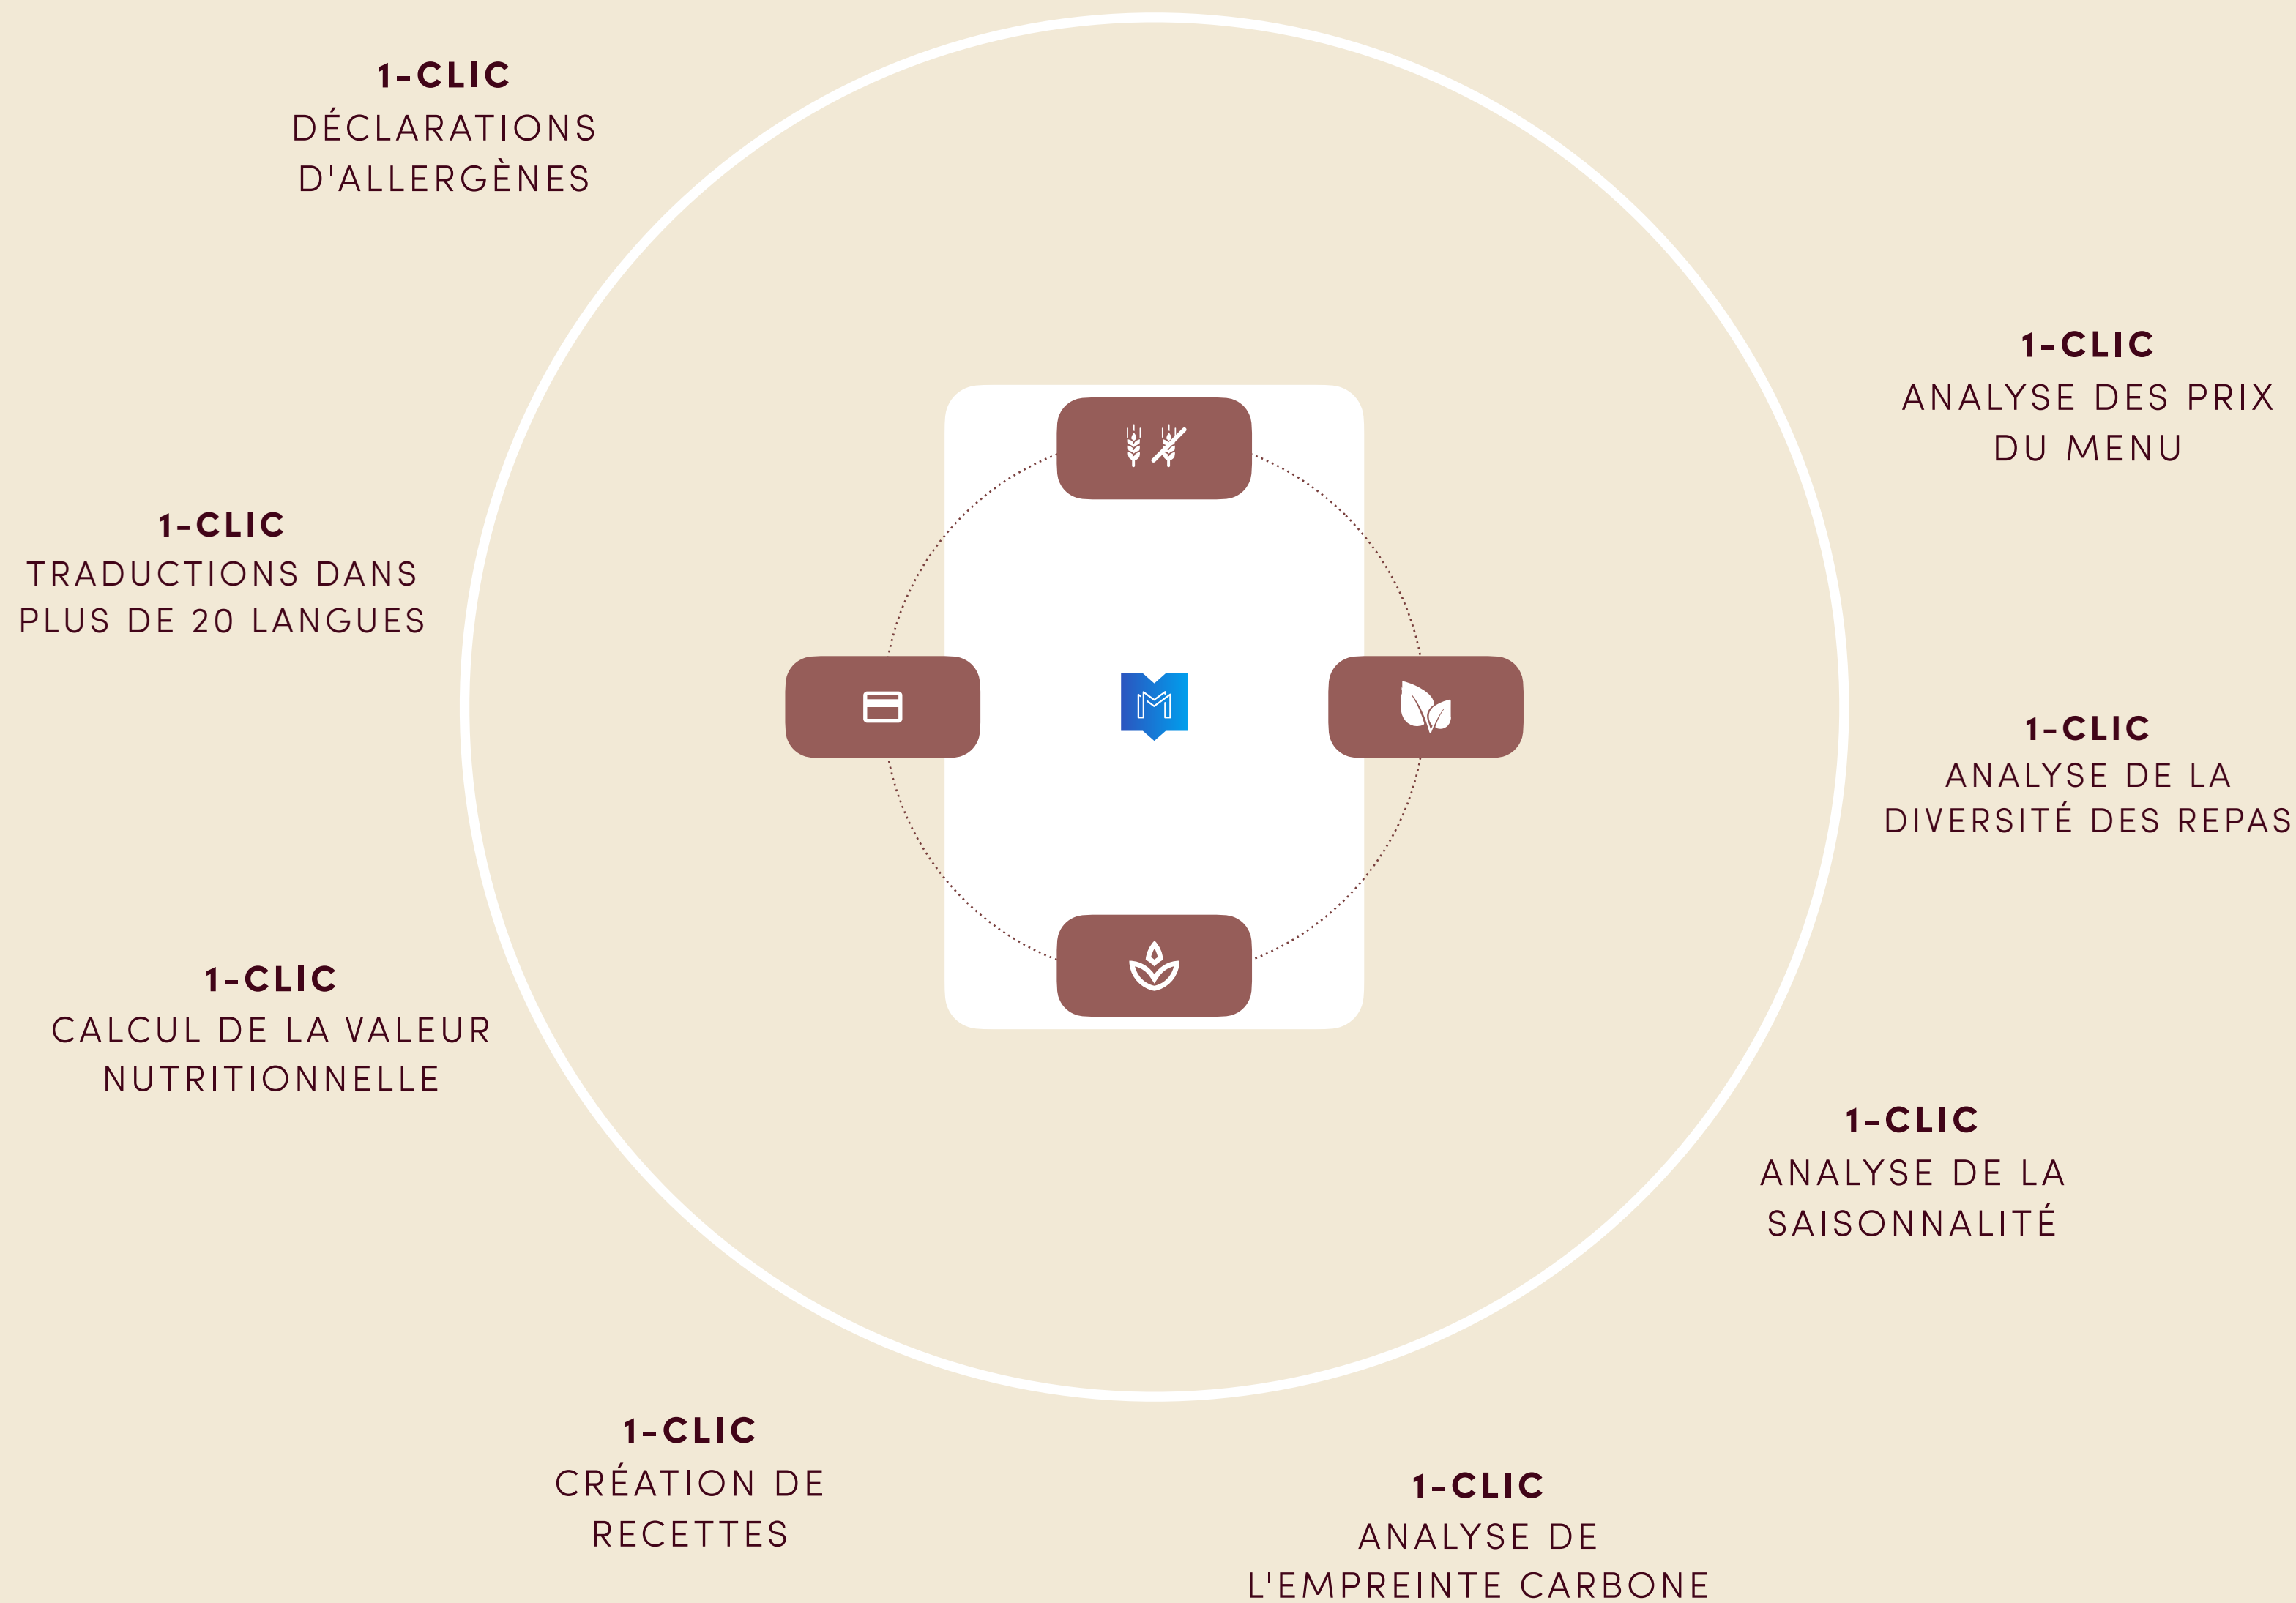 1-CLIC
DÉCLARATIONS
D'ALLERGÈNES
1-CLIC
TRADUCTIONS DANS
PLUS DE 20 LANGUES
1-CLIC
CALCUL DE LA VALEUR
NUTRITIONNELLE
1-CLIC
CRÉATION DE
RECETTES
1-CLIC
ANALYSE DES PRIX
DU MENU
1-CLIC
ANALYSE DE LA
DIVERSITÉ DES REPAS
1-CLIC
ANALYSE DE LA
SAISONNALITÉ
1-CLIC
ANALYSE DE
L'EMPREINTE CARBONE